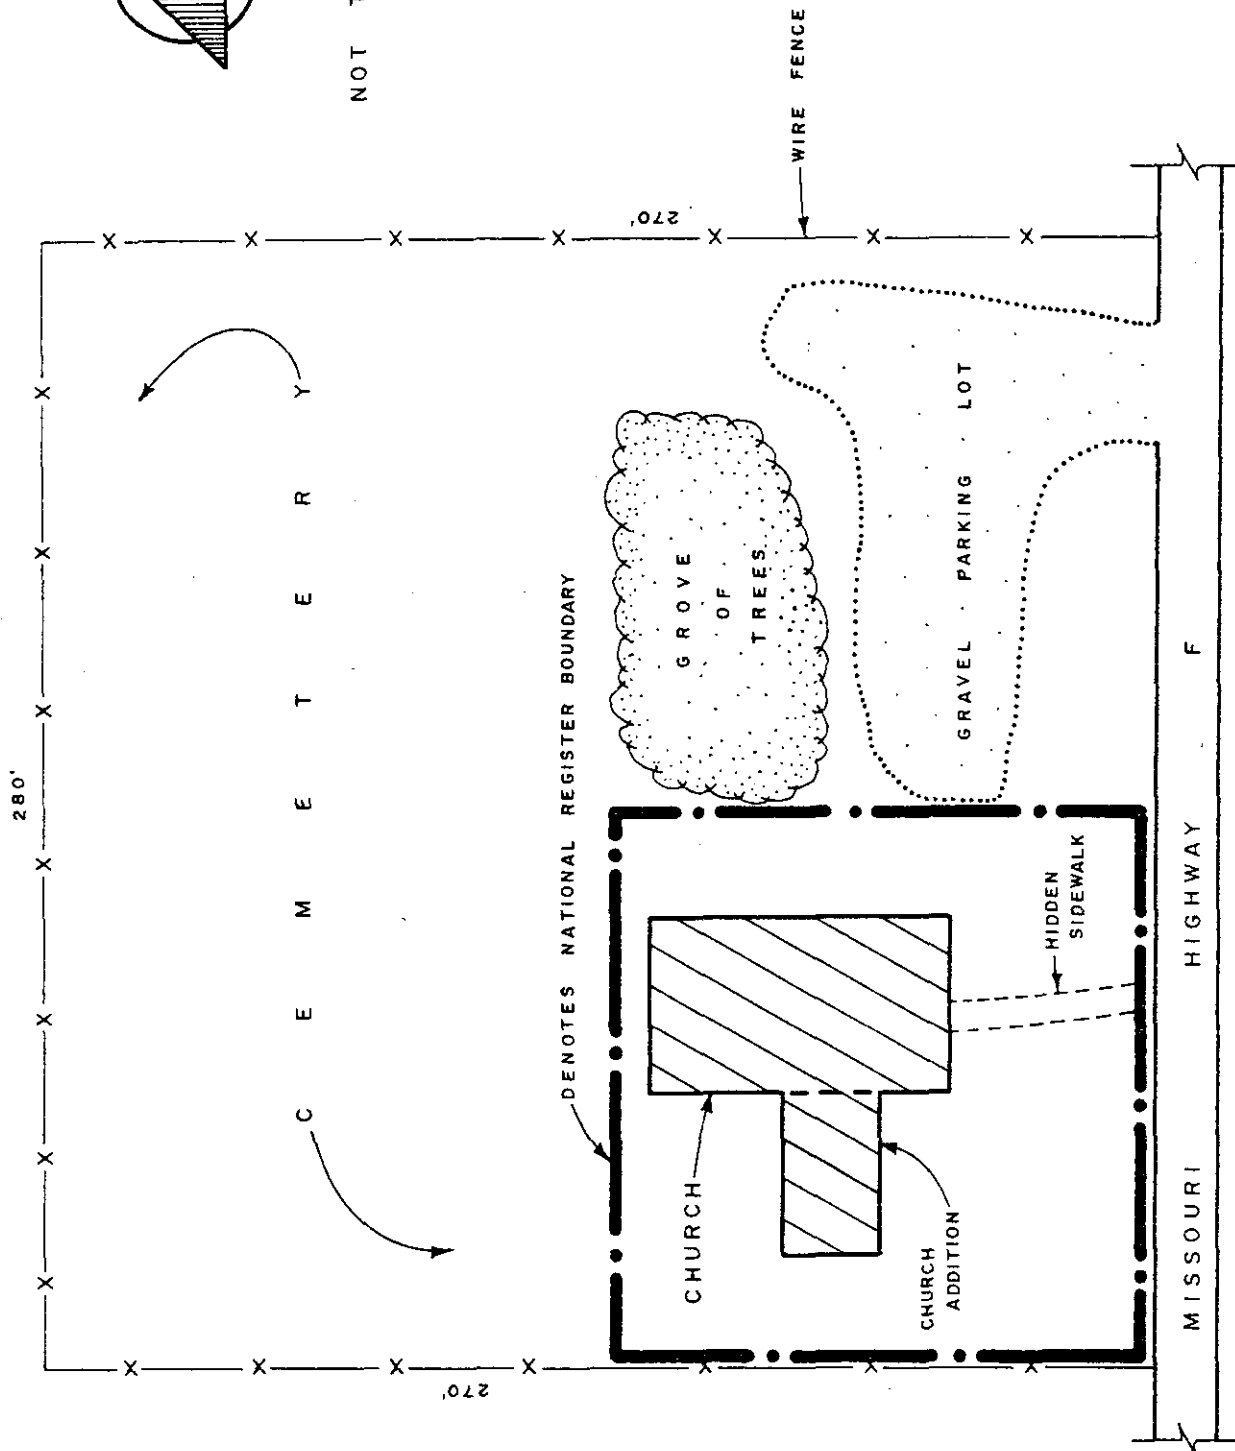 NOT
WIRE FENCE
280'
270'
270'
CEMETERY
DENOTES NATIONAL REGISTER BOUNDARY
GROVE
OF
TREES
GRAVEL PARKING LOT
CHURCH
CHURCH
ADDITION
HIDDEN
SIDEWALK
MISSOURI HIGHWAY F